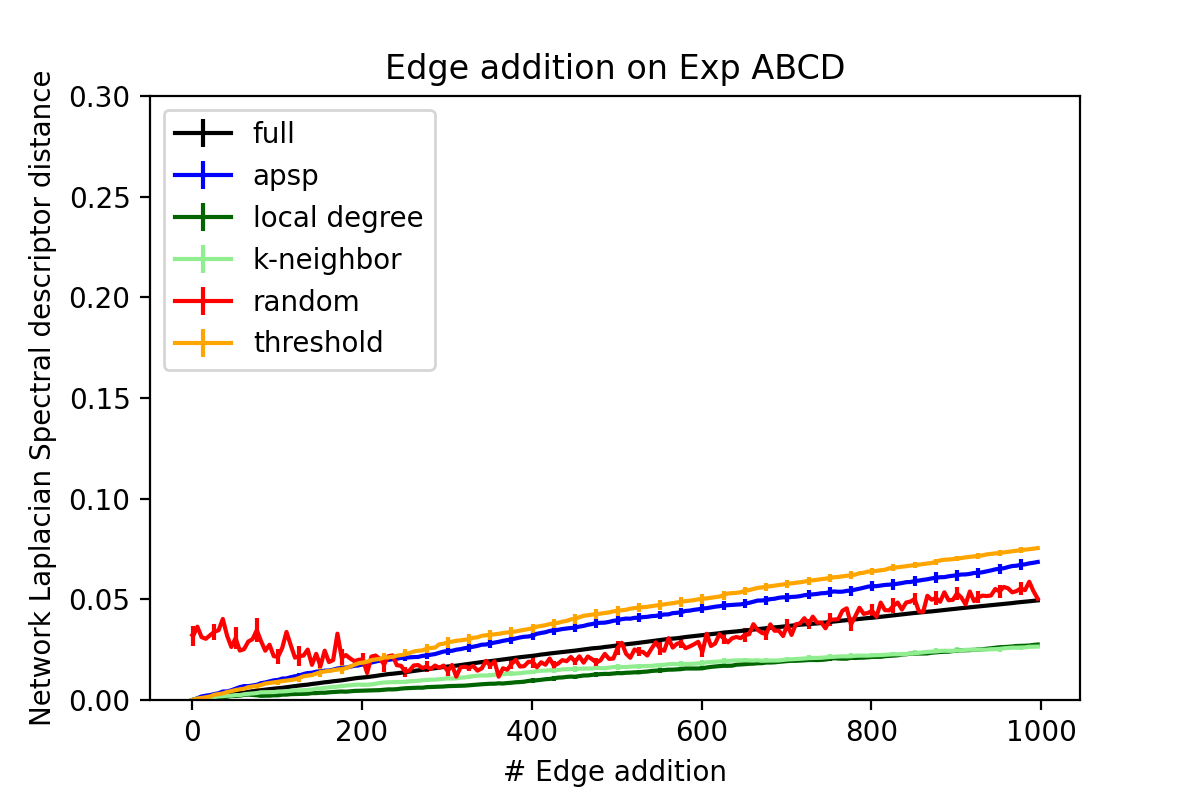 Edge addition on Exp ABCD
Network Laplacian Spectral descriptor distance
0.30
0.25
0.20
0.15
0.10
0.05
0.00
full
apsp
local degree
k-neighbor
random
threshold
0 200 400 600 800 1000
# Edge addition